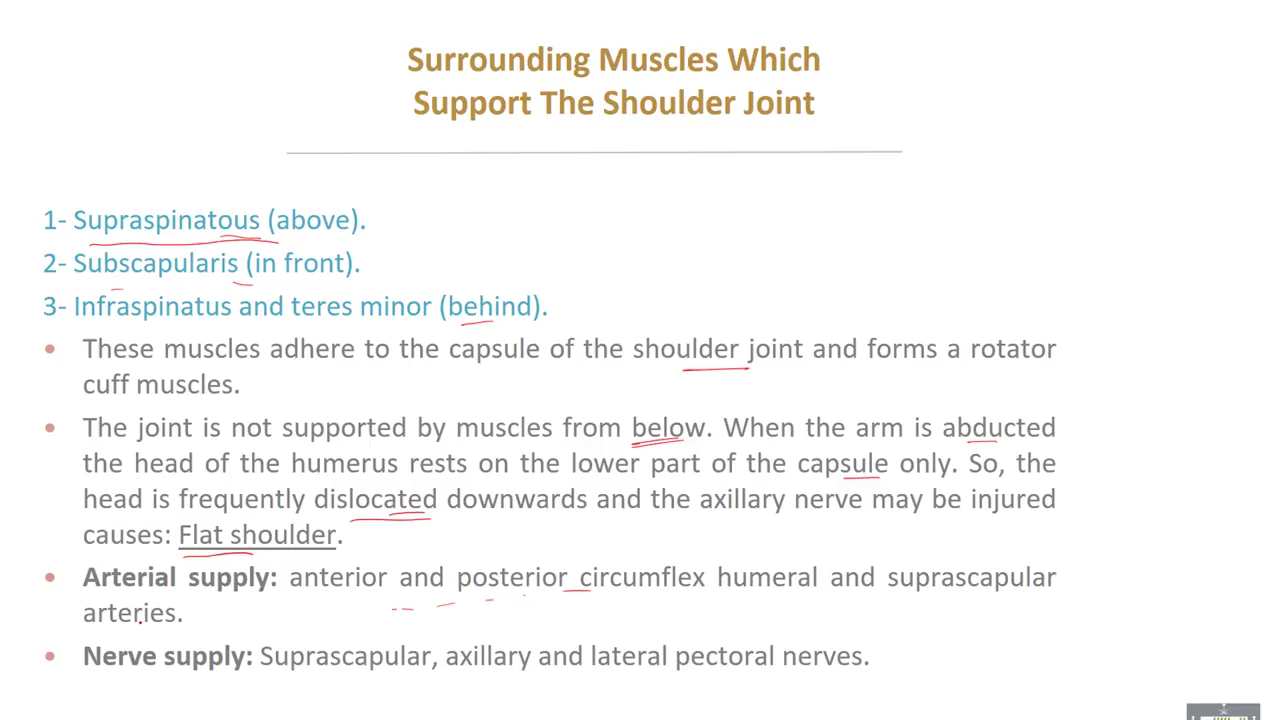 Surrounding Muscles Which
Support The Shoulder Joint
1- Supraspinatous (above).
2- Subscapularis (in front).
3- Infraspinatus and teres minor (behind).
• These muscles adhere to the capsule of the shoulder joint and forms a rotator
cuff muscles.
• The joint is not supported by muscles from below. When the arm is abducted
the head of the humerus rests on the lower part of the capsule only. So, the
head is frequently dislocated downwards and the axillary nerve may be injured
causes: Flat shoulder.
• Arterial supply: anterior and posterior circumflex humeral and suprascapular
arteries.
• Nerve supply: Suprascapular, axillary and lateral pectoral nerves.